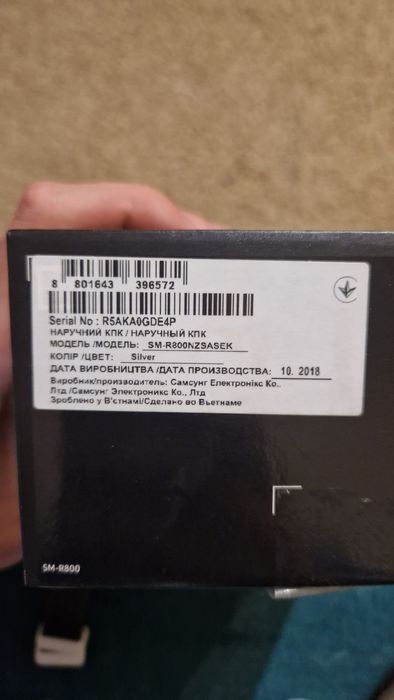 8 801643 396572
Serial No : R5AKA0GDE4P
НАРУЧНИЙ КПК / НАРУЧНЫЙ КПК
МОДЕЛЬ /МОДЕЛЬ: SM-R800NZSASEK
КОЛІР /ЦВЕТ: Silver
ДАТА ВИРОБНИЦТВА /ДАТА ПРОИЗВОДСТВА: 10. 2018
Виробник/производитель: Самсунг Електронікс Ко.,
Лтд /Самсунг Электроникс Ко., Лтд
Зроблено у В'єтнамі/Сделано во Вьетнаме
SM-R800